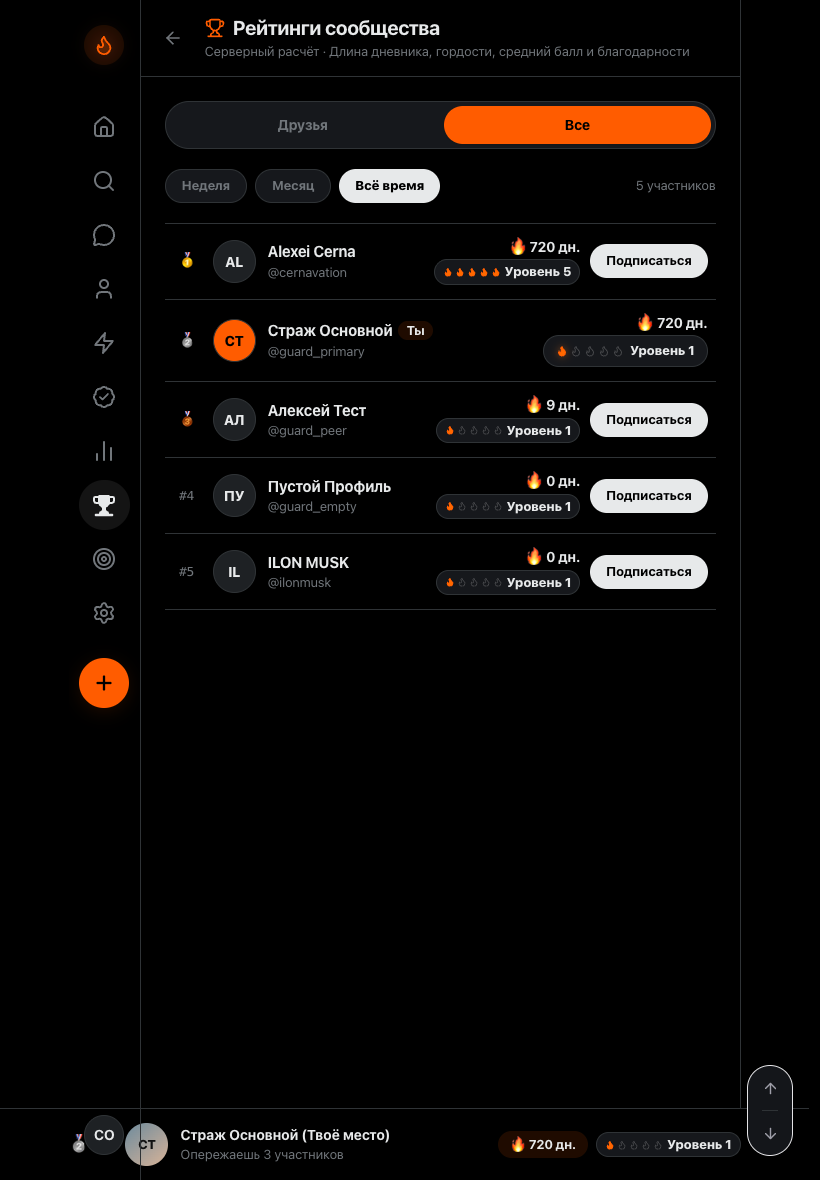 Рейтинги сообщества
Серверный расчёт · Длина дневника, гордости, средний балл и благодарности
Друзья
Все
Неделя
Месяц
Всё время
5 участников
AL
Alexei Cerna
@cernavation
720 дн.
Уровень 5
Подписаться
2
СТ
Страж Основной
Ты
@guard_primary
720 дн.
Уровень 1
3
АЛ
Алексей Тест
@guard_peer
9 дн.
Уровень 1
Подписаться
#4
ПУ
Пустой Профиль
@guard_empty
0 дн.
Уровень 1
Подписаться
#5
IL
ILON MUSK
@ilonmusk
0 дн.
Уровень 1
Подписаться
2
СО
СТ
Страж Основной (Твоё место)
Опережаешь 3 участников
720 дн.
Уровень 1